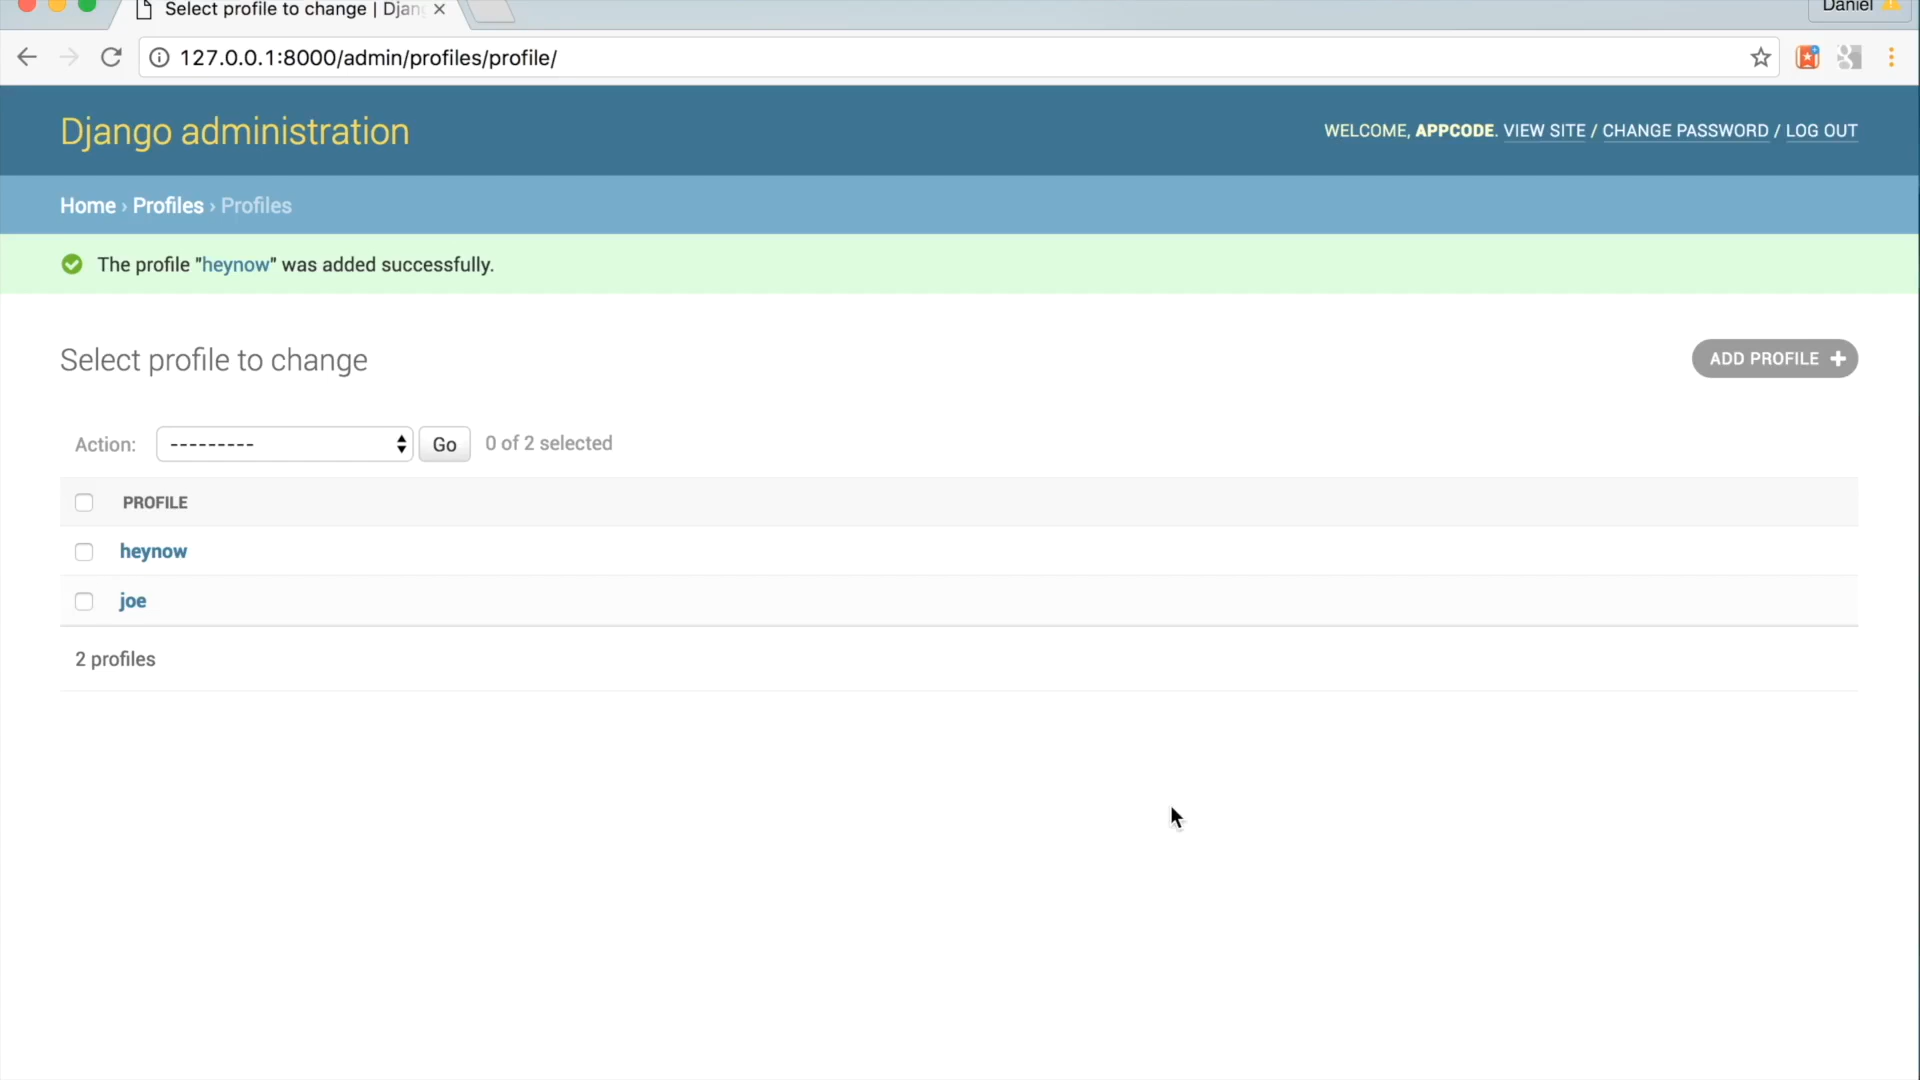 Select profile to change | Djan
Daniel
127.0.0.1:8000/admin/profiles/profile/
Django administration
WELCOME, APPCODE. VIEW SITE / CHANGE PASSWORD / LOG OUT
Home › Profiles › Profiles
The profile "heynow" was added successfully.
Select profile to change
ADD PROFILE +
Action: --------- Go 0 of 2 selected
PROFILE
heynow
joe
2 profiles